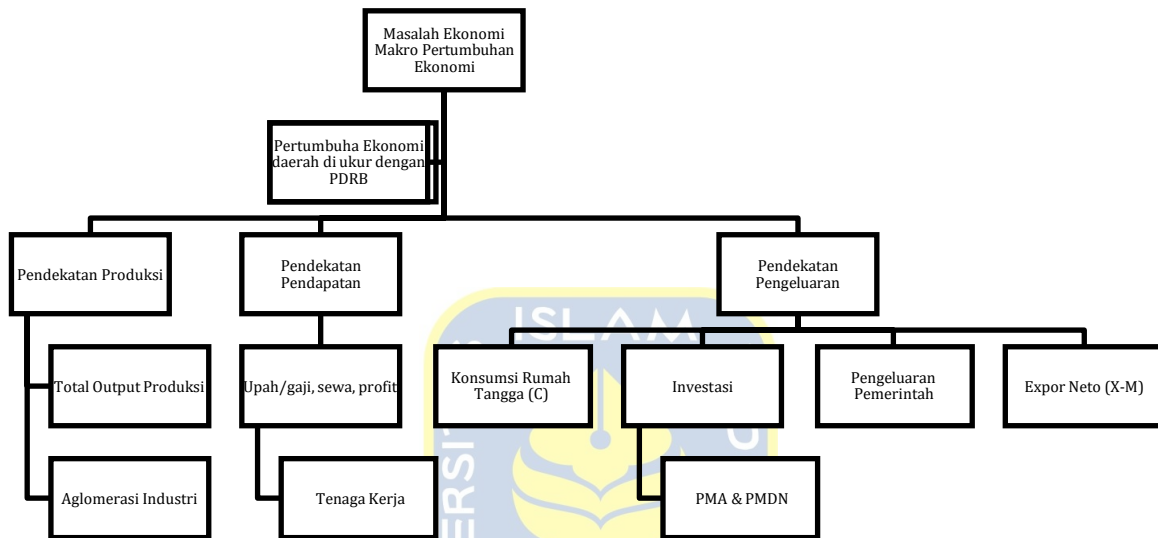 Masalah Ekonomi
Makro Pertumbuhan
Ekonomi
Pertumbuha Ekonomi
daerah di ukur dengan
PDRB
Pendekatan Produksi
Pendekatan
Pendapatan
Pendekatan
Pengeluaran
Total Output Produksi
Upah/gaji, sewa, profit
Konsumsi Rumah
Tangga (C)
Investasi
Pengeluaran
Pemerintah
Expor Neto (X-M)
Aglomerasi Industri
Tenaga Kerja
PMA & PMDN
ISLAM